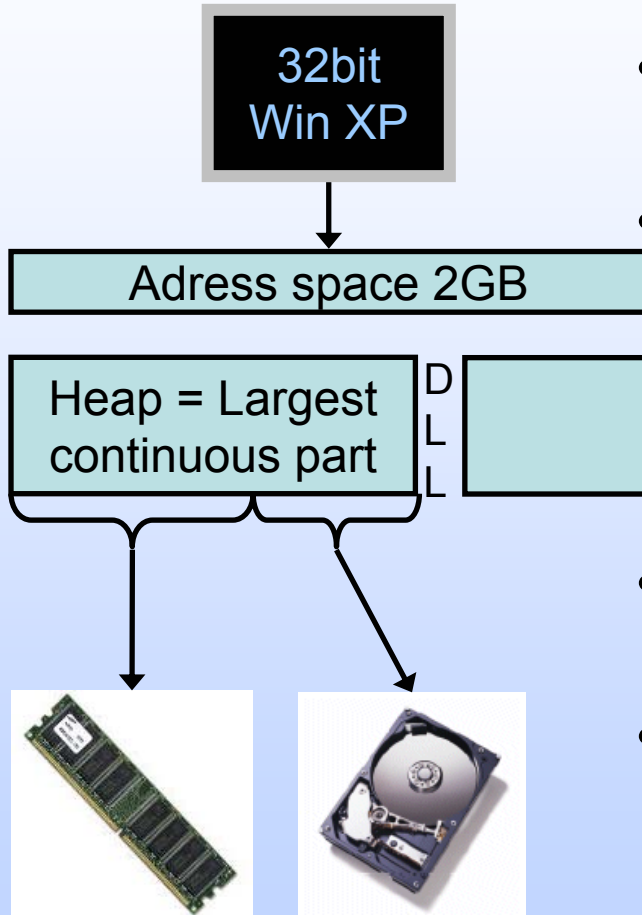 32bit
Win XP
Adress space 2GB
Heap = Largest
continuous part
D
L
L